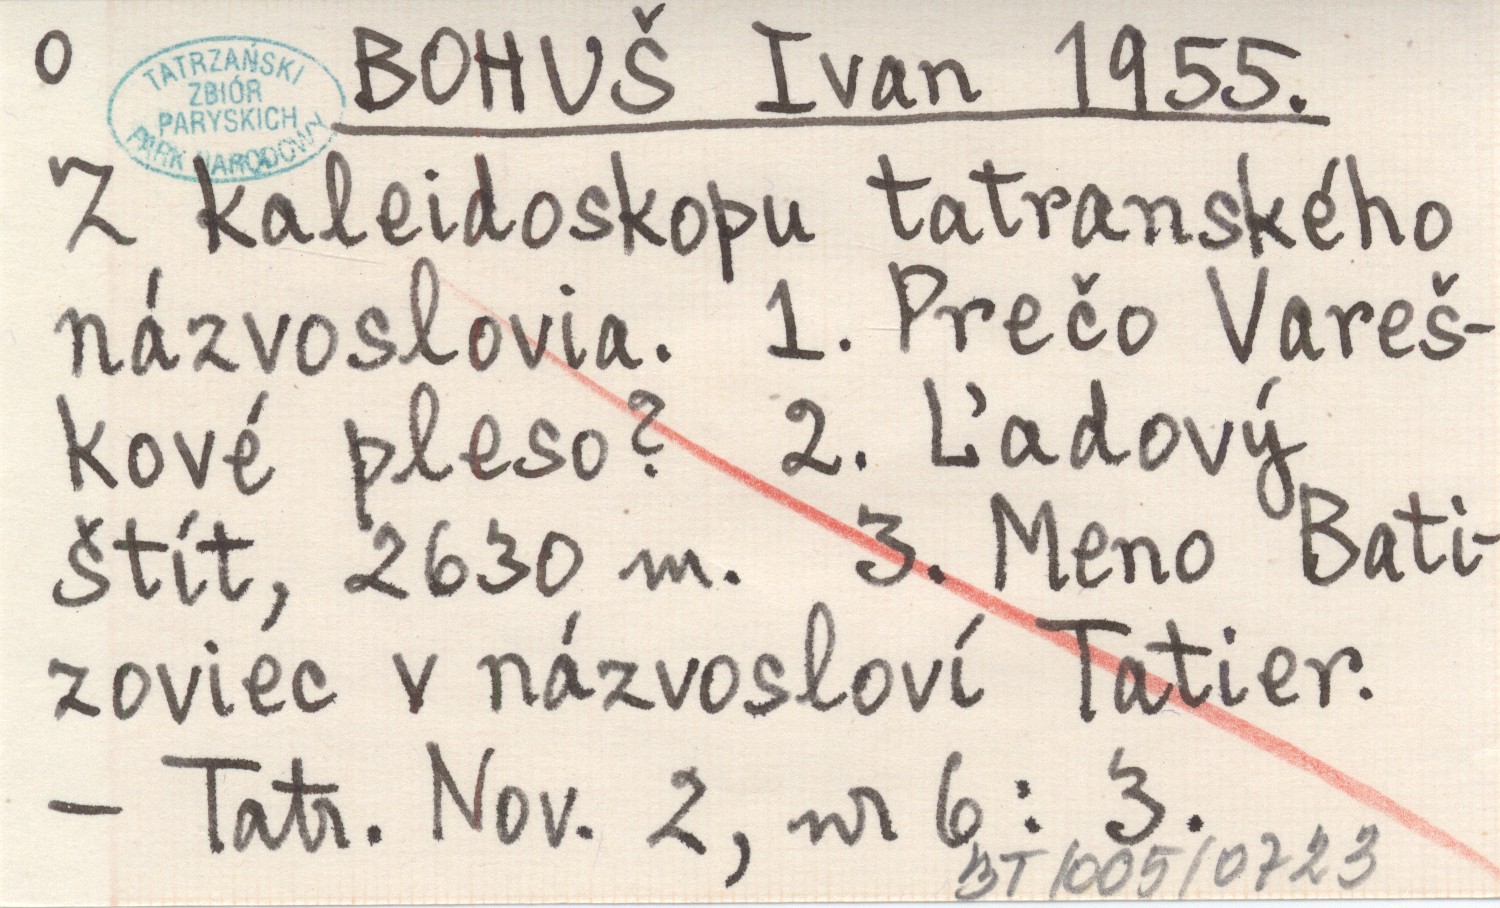 O BOHUŠ Ivan 1955.
TATRZAŃSKI
ZBIÓR
PARYSKICH
PARK NARODOWY
Z kaleidoskopu tatranského
názvoslovia. 1. Prečo Vareš-
kové pleso? 2. Ľadový
štít, 2630 m. 3. Meno Bati-
zoviec v názvosloví Tatier.
– Tatr. Nov. 2, nr 6: 3.
BT/005/0723